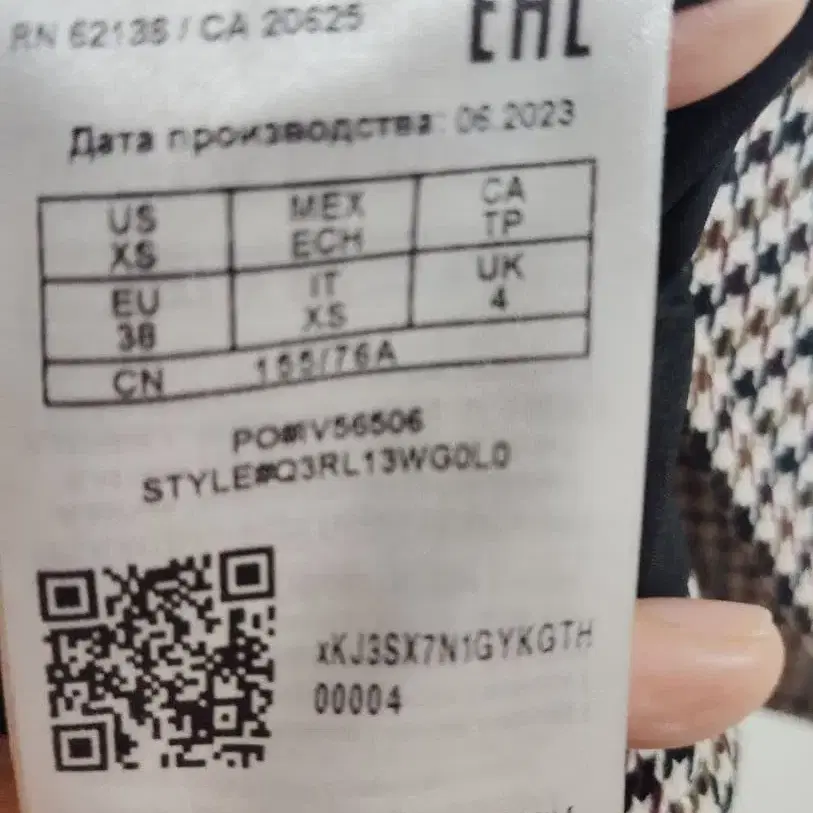 RN 62136 / CA 20625
EAC
Дата производства: 06.2023
US MEX CA
XS ECH TP
EU IT UK
36 XS 4
CN 155/76A
PO#IV56506
STYLE#Q3RL13WG0L0
xKJ3SX7N1GYKGTH
00004